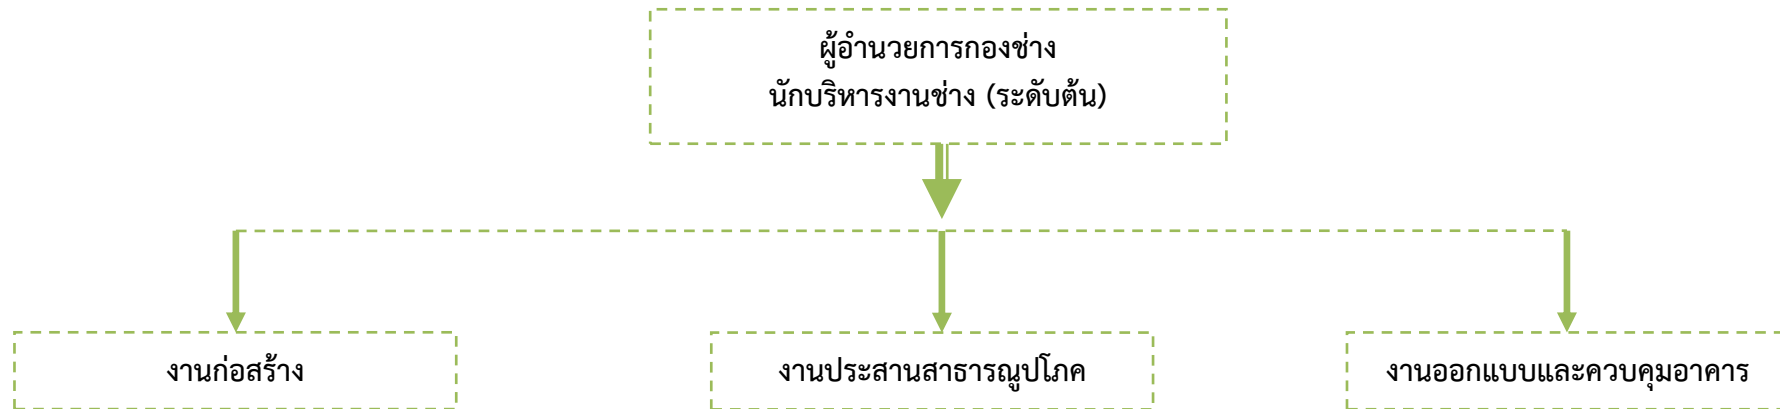 ผู้อำนวยการกองช่าง
นักบริหารงานช่าง (ระดับต้น)
งานก่อสร้าง
งานประสานสาธารณูปโภค
งานออกแบบและควบคุมอาคาร